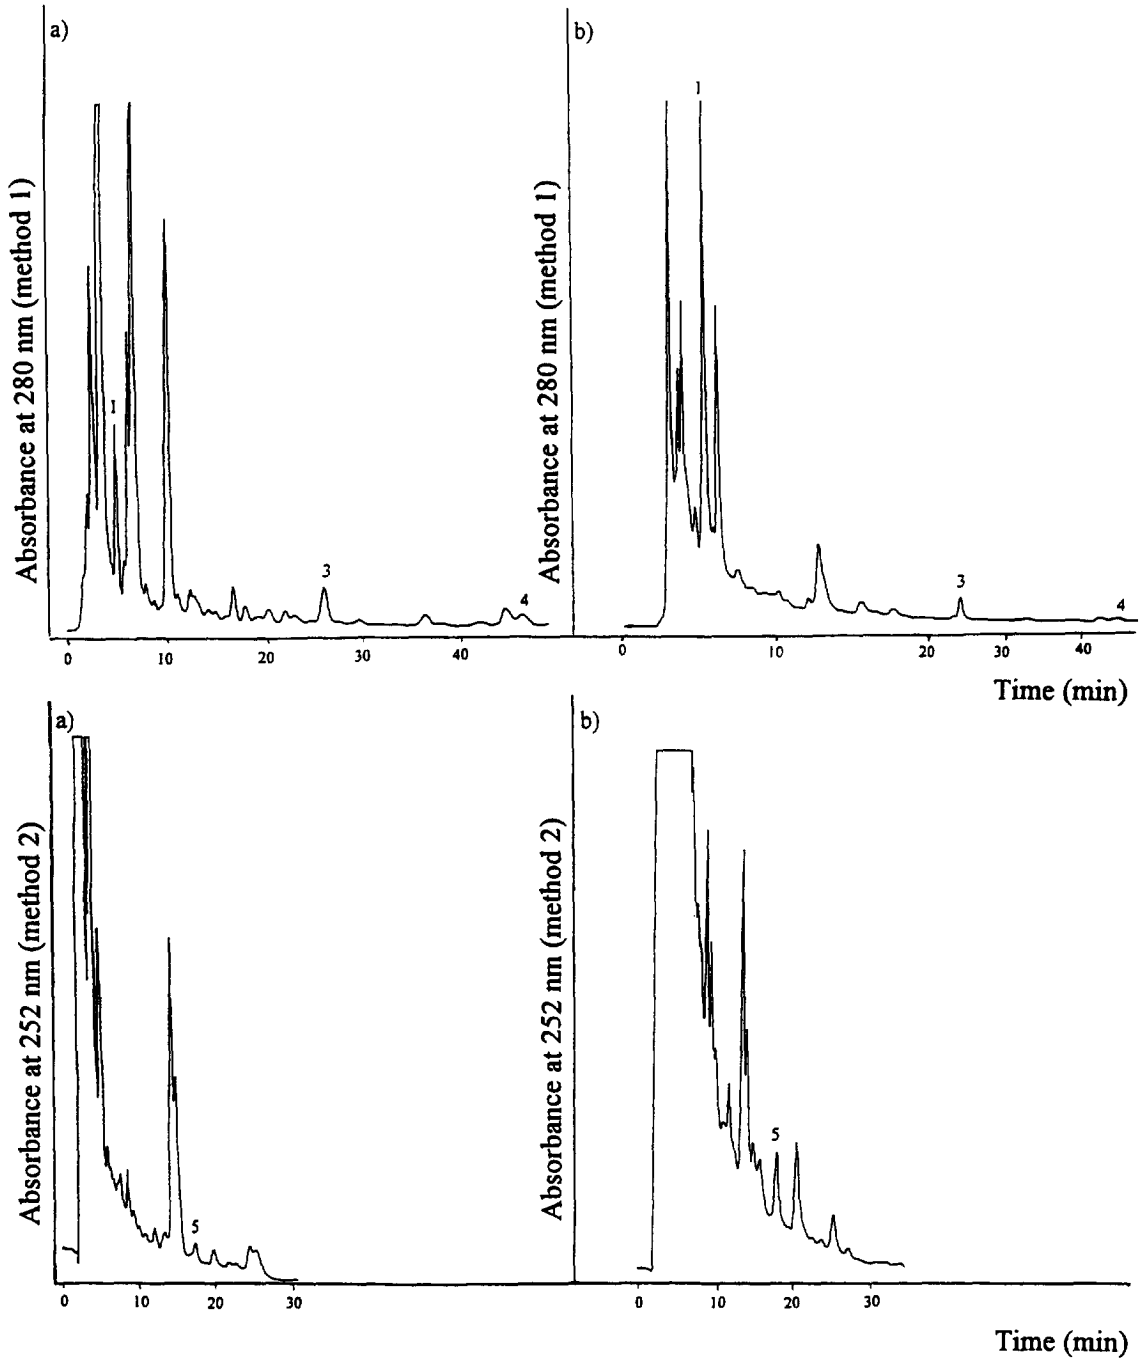 a)
Absorbance at 280 nm (method 1)
1
3
4
0 10 20 30 40
b)
Absorbance at 280 nm (method 1)
1
3
4
0 10 20 30 40
Time (min)
a)
Absorbance at 252 nm (method 2)
5
0 10 20 30
b)
Absorbance at 252 nm (method 2)
5
0 10 20 30
Time (min)